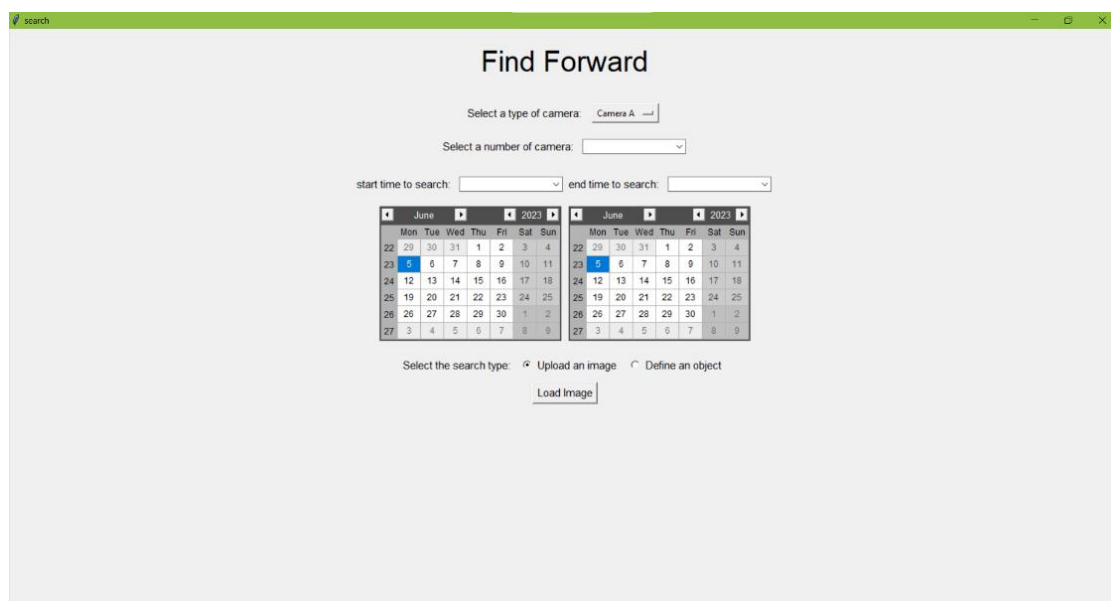 search
Find Forward
Select a type of camera: Camera A
Select a number of camera:
start time to search: end time to search:
June 2023 June 2023
Mon Tue Wed Thu Fri Sat Sun Mon Tue Wed Thu Fri Sat Sun
22 29 30 31 1 2 3 4 22 29 30 31 1 2 3 4
23 5 6 7 8 9 10 11 23 5 6 7 8 9 10 11
24 12 13 14 15 16 17 18 24 12 13 14 15 16 17 18
25 19 20 21 22 23 24 25 25 19 20 21 22 23 24 25
26 26 27 28 29 30 1 2 26 26 27 28 29 30 1 2
27 3 4 5 6 7 8 9 27 3 4 5 6 7 8 9
Select the search type: Upload an image Define an object
Load Image